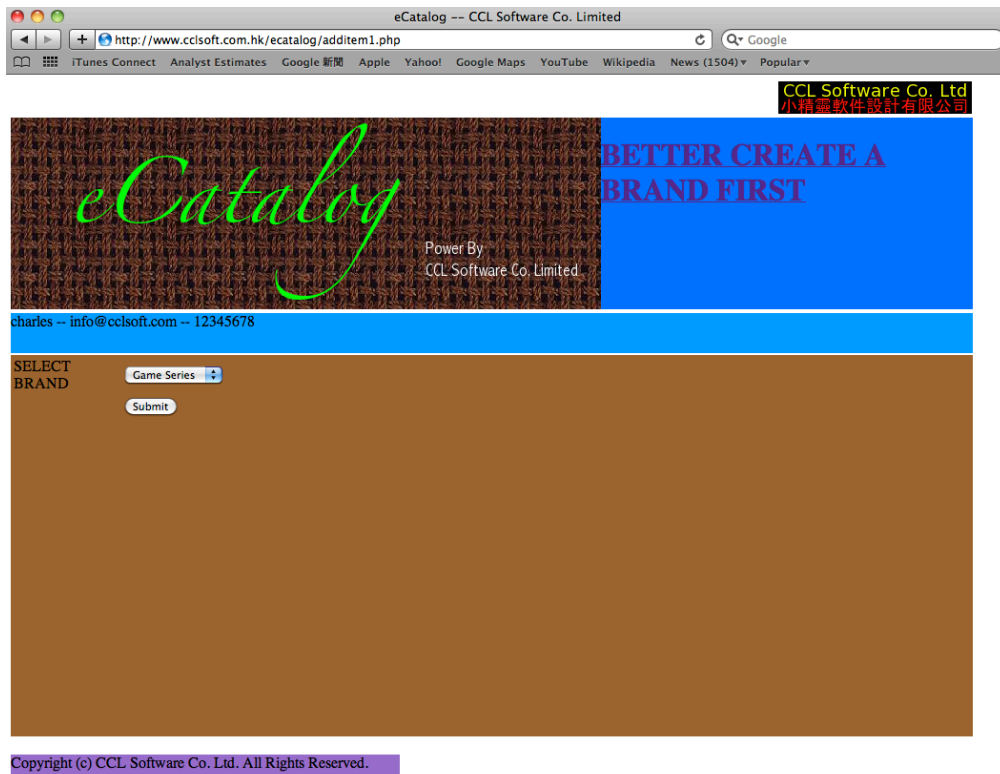 eCatalog -- CCL Software Co. Limited
http://www.cclsoft.com.hk/ecatalog/additem1.php
Google
iTunes Connect Analyst Estimates Google 新聞 Apple Yahoo! Google Maps YouTube Wikipedia News (1504) Popular
CCL Software Co. Ltd
小精靈軟件設計有限公司
eCatalog
Power By
CCL Software Co. Limited
BETTER CREATE A
BRAND FIRST
charles -- info@cclsoft.com -- 12345678
SELECT
BRAND
Game Series
Submit
Copyright (c) CCL Software Co. Ltd. All Rights Reserved.